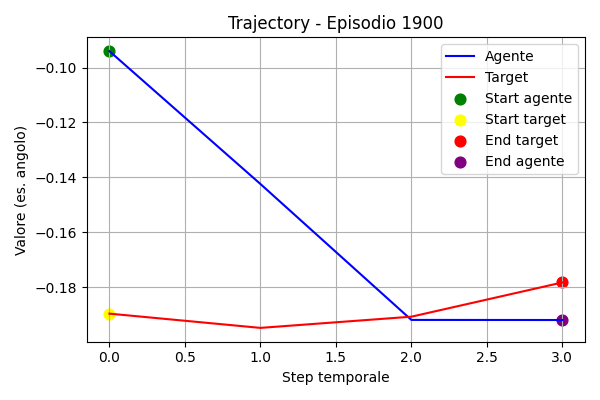 Trajectory - Episodio 1900
Valore (es. angolo)
−0.10
−0.12
−0.14
−0.16
−0.18
0.0 0.5 1.0 1.5 2.0 2.5 3.0
Step temporale
Agente
Target
Start agente
Start target
End target
End agente